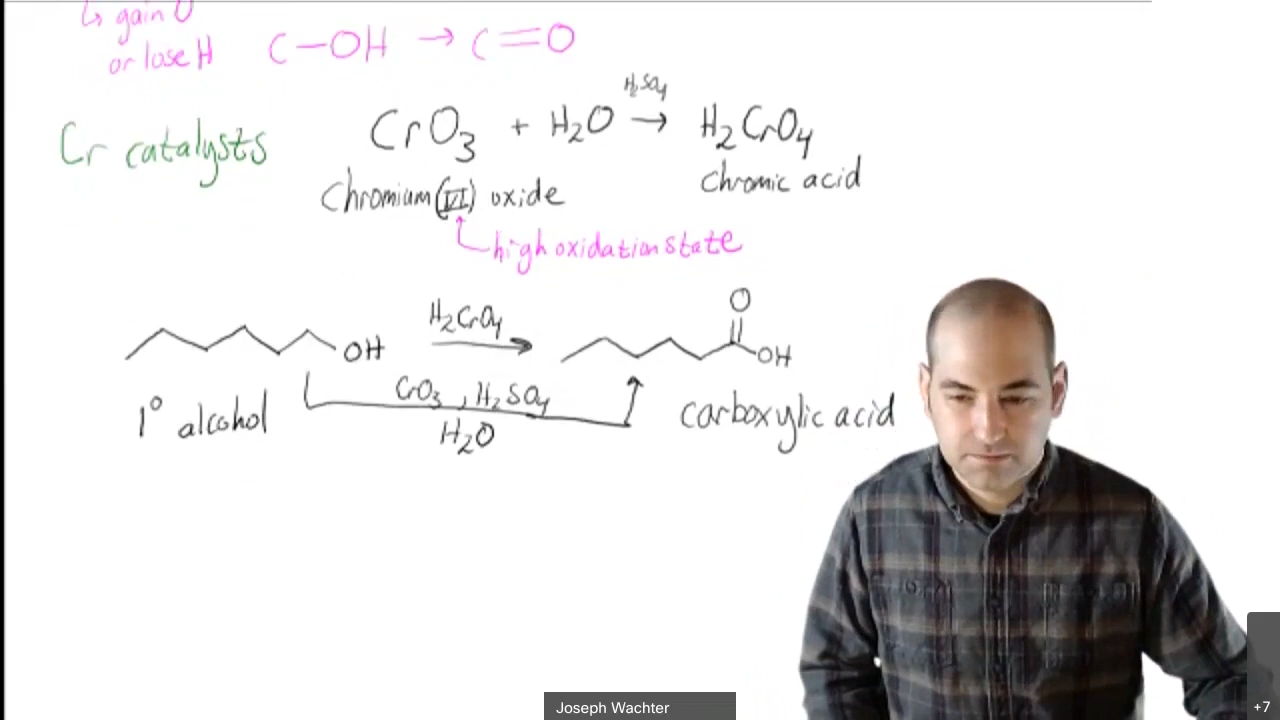 ↳ gain O
or lose H C—OH → C=O
H₂SO₄
Cr catalysts CrO₃ + H₂O → H₂CrO₄
Chromium(VI) oxide chromic acid
high oxidation state
O
H₂CrO₄
OH → OH
CrO₃, H₂SO₄
1° alcohol H₂O carboxylic acid
Joseph Wachter
+7